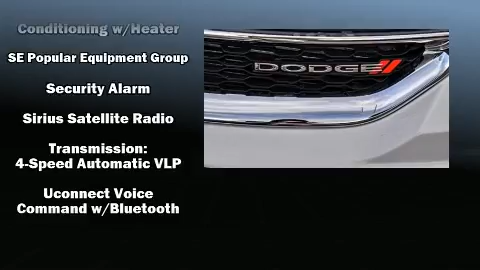 Conditioning w/Heater
SE Popular Equipment Group
Security Alarm
Sirius Satellite Radio
Transmission:
4-Speed Automatic VLP
Uconnect Voice
Command w/Bluetooth
DODGE